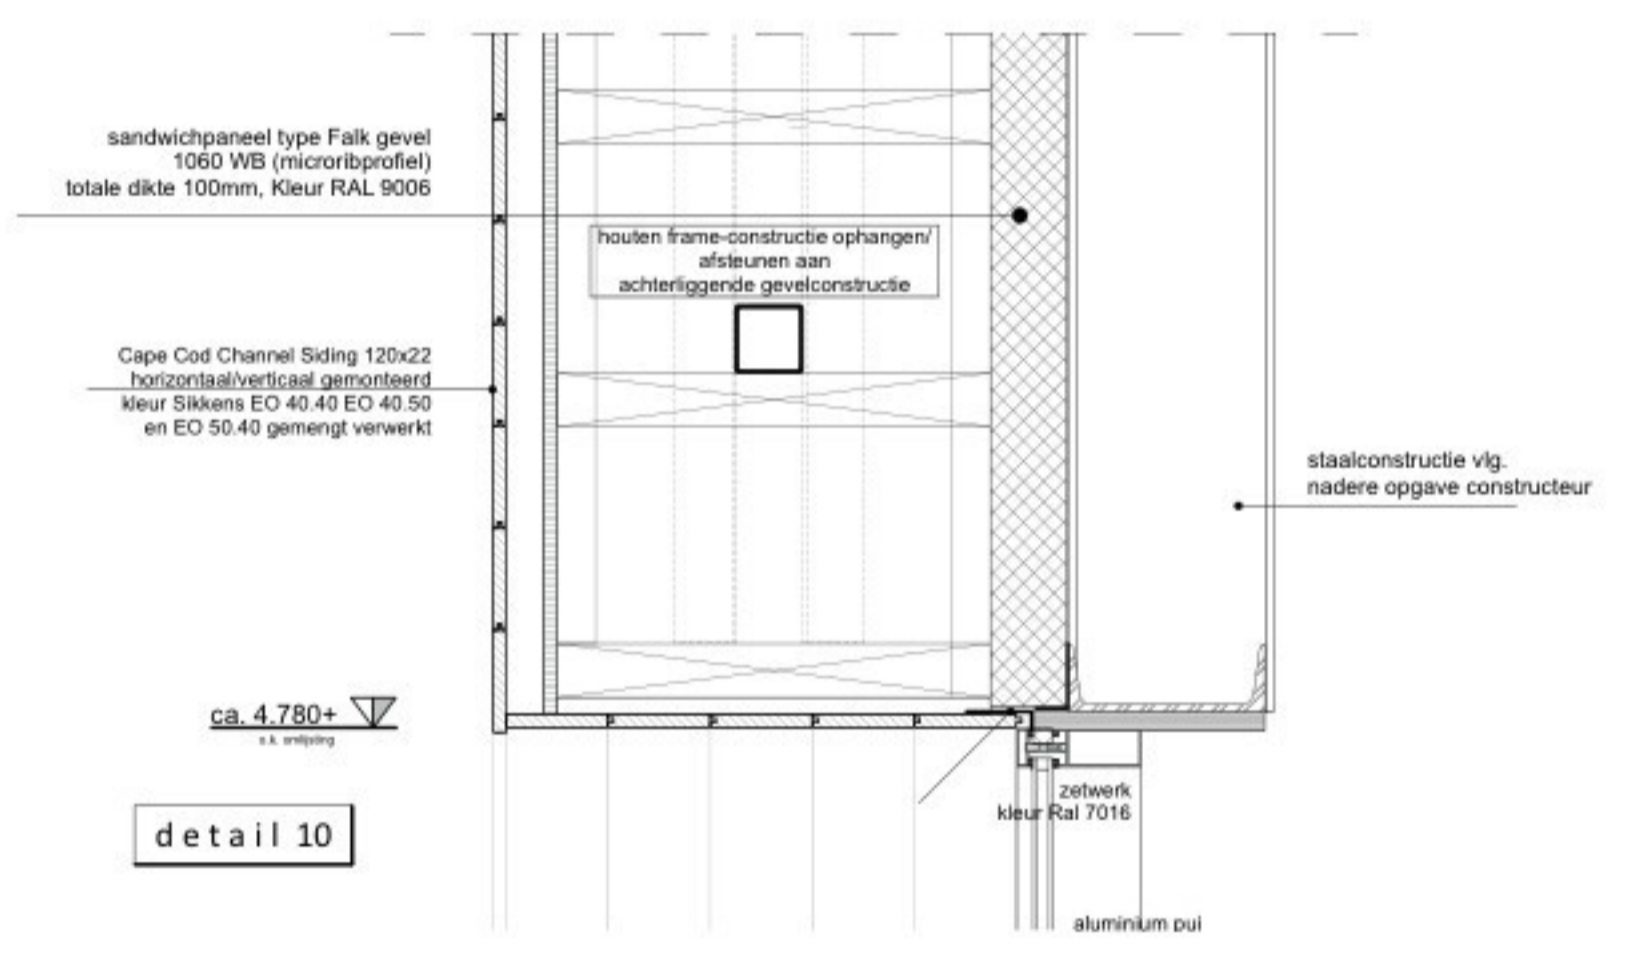 sandwichpaneel type Falk gevel
1060 WB (microribprofiel)
totale dikte 100mm, Kleur RAL 9006
houten frame-constructie ophangen/
afsteunen aan
achterliggende gevelconstructie
Cape Cod Channel Siding 120x22
horizontaal/verticaal gemonteerd
kleur Sikkens EO 40.40 EO 40.50
en EO 50.40 gemengt verwerkt
staalconstructie vlg.
nadere opgave constructeur
ca. 4.780+
o.k. omlijsting
zetwerk
kleur Ral 7016
detail 10
aluminium pui